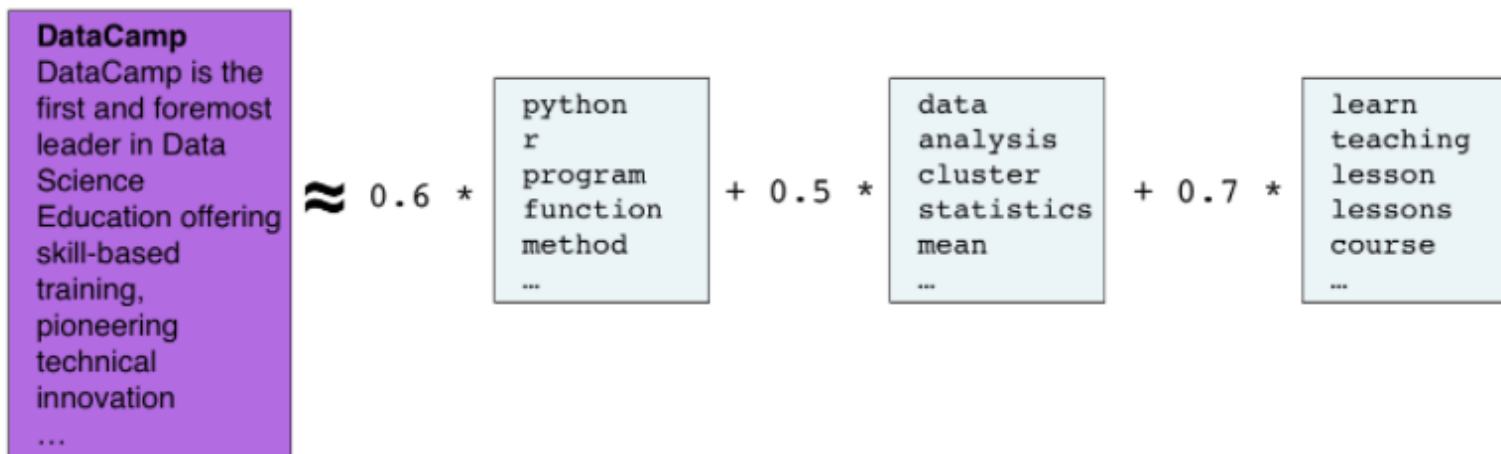 DataCamp
DataCamp is the
first and foremost
leader in Data
Science
Education offering
skill-based
training,
pioneering
technical
innovation
...
≈ 0.6 *
python
r
program
function
method
…
+ 0.5 *
data
analysis
cluster
statistics
mean
…
+ 0.7 *
learn
teaching
lesson
lessons
course
…